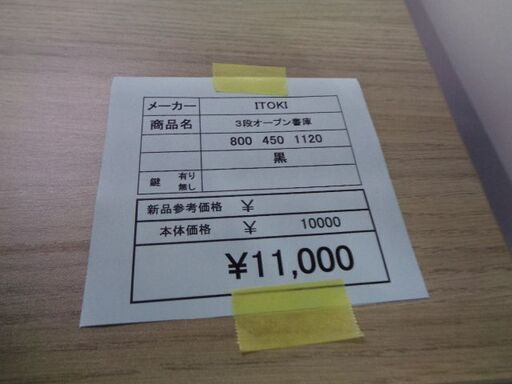 メーカー ITOKI
商品名 3段オープン書庫
800 450 1120
黒
鍵 有り 無し
新品参考価格 ¥
本体価格 ¥ 10000
¥11,000